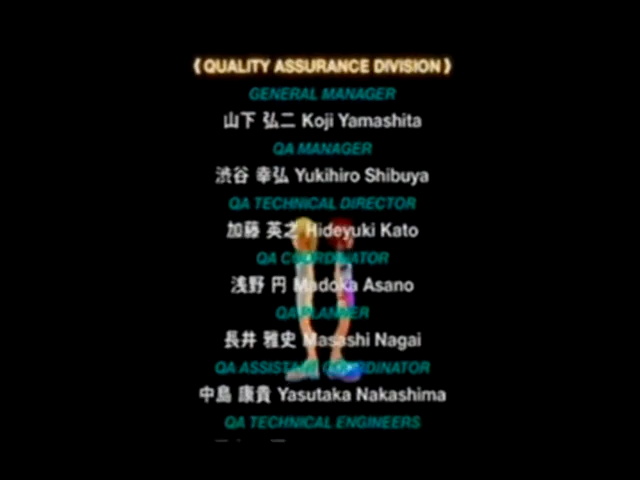 《QUALITY ASSURANCE DIVISION》
GENERAL MANAGER
山下 弘二 Koji Yamashita
QA MANAGER
渋谷 幸弘 Yukihiro Shibuya
QA TECHNICAL DIRECTOR
加藤 英之 Hideyuki Kato
QA COORDINATOR
浅野 円 Madoka Asano
QA PLANNER
長井 雅史 Masashi Nagai
QA ASSISTANT COORDINATOR
中島 康貴 Yasutaka Nakashima
QA TECHNICAL ENGINEERS